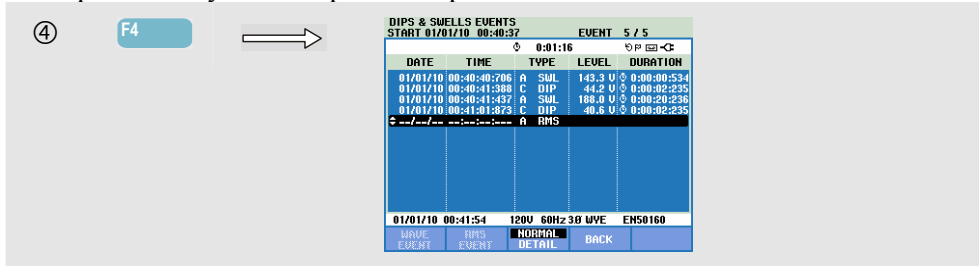 ④ F4
DIPS & SWELLS EVENTS
START 01/01/10 00:40:37 EVENT 5 / 5
0:01:16
DATE TIME TYPE LEVEL DURATION
01/01/10 00:40:40:706 A SWL 143.3 V 0:00:00:534
01/01/10 00:40:41:388 C DIP 44.2 V 0:00:02:235
01/01/10 00:40:41:437 A SWL 188.0 V 0:00:20:236
01/01/10 00:41:01:873 C DIP 40.6 V 0:00:02:235
--/--/-- --:--:--:--- A RMS
01/01/10 00:41:54 120V 60Hz 3Ø WYE EN50160
WAVE EVENT
RMS EVENT
NORMAL DETAIL
BACK